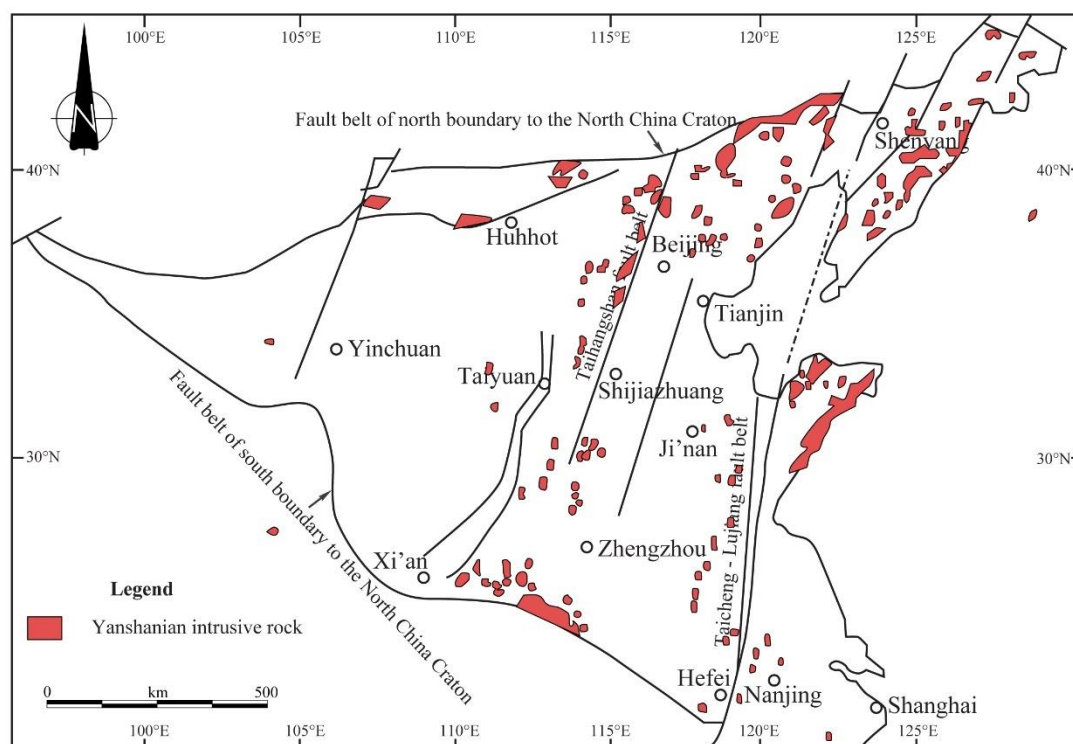 100°E
105°E
110°E
115°E
120°E
125°E
N
Fault belt of north boundary to the North China Craton
Shenyang
40°N
40°N
Huhhot
Beijing
Taihangshan fault belt
Tianjin
Yinchuan
Taiyuan
Shijiazhuang
Fault belt of south boundary to the North China Craton
Ji'nan
30°N
30°N
Taicheng - Lujiang fault belt
Zhengzhou
Xi'an
Legend
Yanshanian intrusive rock
Hefei
Nanjing
Shanghai
0
km
500
100°E
105°E
110°E
115°E
120°E
125°E